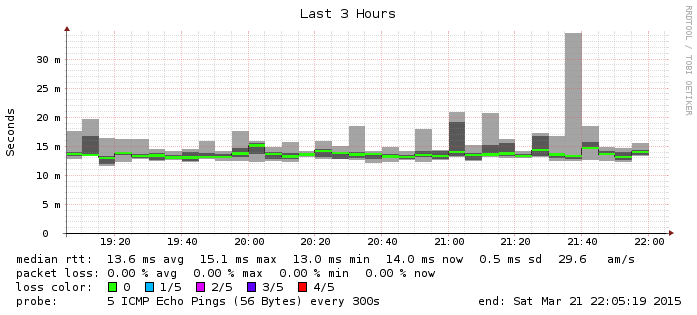 Last 3 Hours
RRDTOOL / TOBI OETIKER
Seconds
30 m
25 m
20 m
15 m
10 m
5 m
0
19:20 19:40 20:00 20:20 20:40 21:00 21:20 21:40 22:00
median rtt: 13.6 ms avg 15.1 ms max 13.0 ms min 14.0 ms now 0.5 ms sd 29.6 am/s
packet loss: 0.00 % avg 0.00 % max 0.00 % min 0.00 % now
loss color: 0 1/5 2/5 3/5 4/5
probe: 5 ICMP Echo Pings (56 Bytes) every 300s end: Sat Mar 21 22:05:19 2015